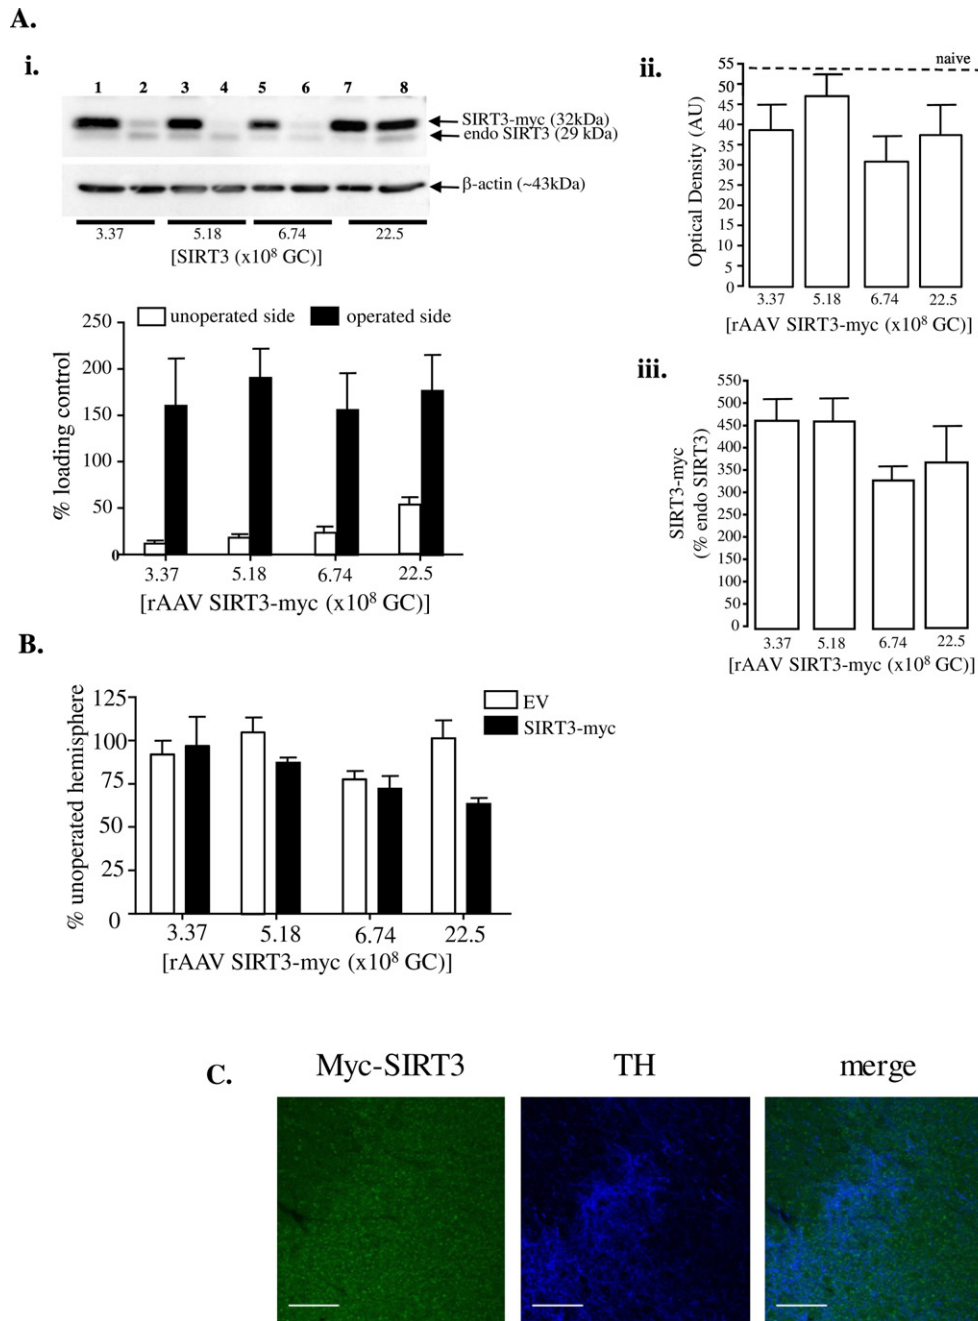 A.
i.
1 2 3 4 5 6 7 8
SIRT3-myc (32kDa)
endo SIRT3 (29 kDa)
β-actin (~43kDa)
3.37 5.18 6.74 22.5
[SIRT3 (x10⁸ GC)]
250
200
150
100
50
0
% loading control
unoperated side operated side
3.37 5.18 6.74 22.5
[rAAV SIRT3-myc (x10⁸ GC)]
ii.
naive
55
50
45
40
35
30
25
20
15
10
5
0
Optical Density (AU)
3.37 5.18 6.74 22.5
[rAAV SIRT3-myc (x10⁸ GC)]
iii.
550
500
450
400
350
300
250
200
150
100
50
0
SIRT3-myc
(% endo SIRT3)
3.37 5.18 6.74 22.5
[rAAV SIRT3-myc (x10⁸ GC)]
B.
125
100
75
50
25
0
% unoperated hemisphere
EV
SIRT3-myc
3.37 5.18 6.74 22.5
[rAAV SIRT3-myc (x10⁸ GC)]
C.
Myc-SIRT3 TH merge